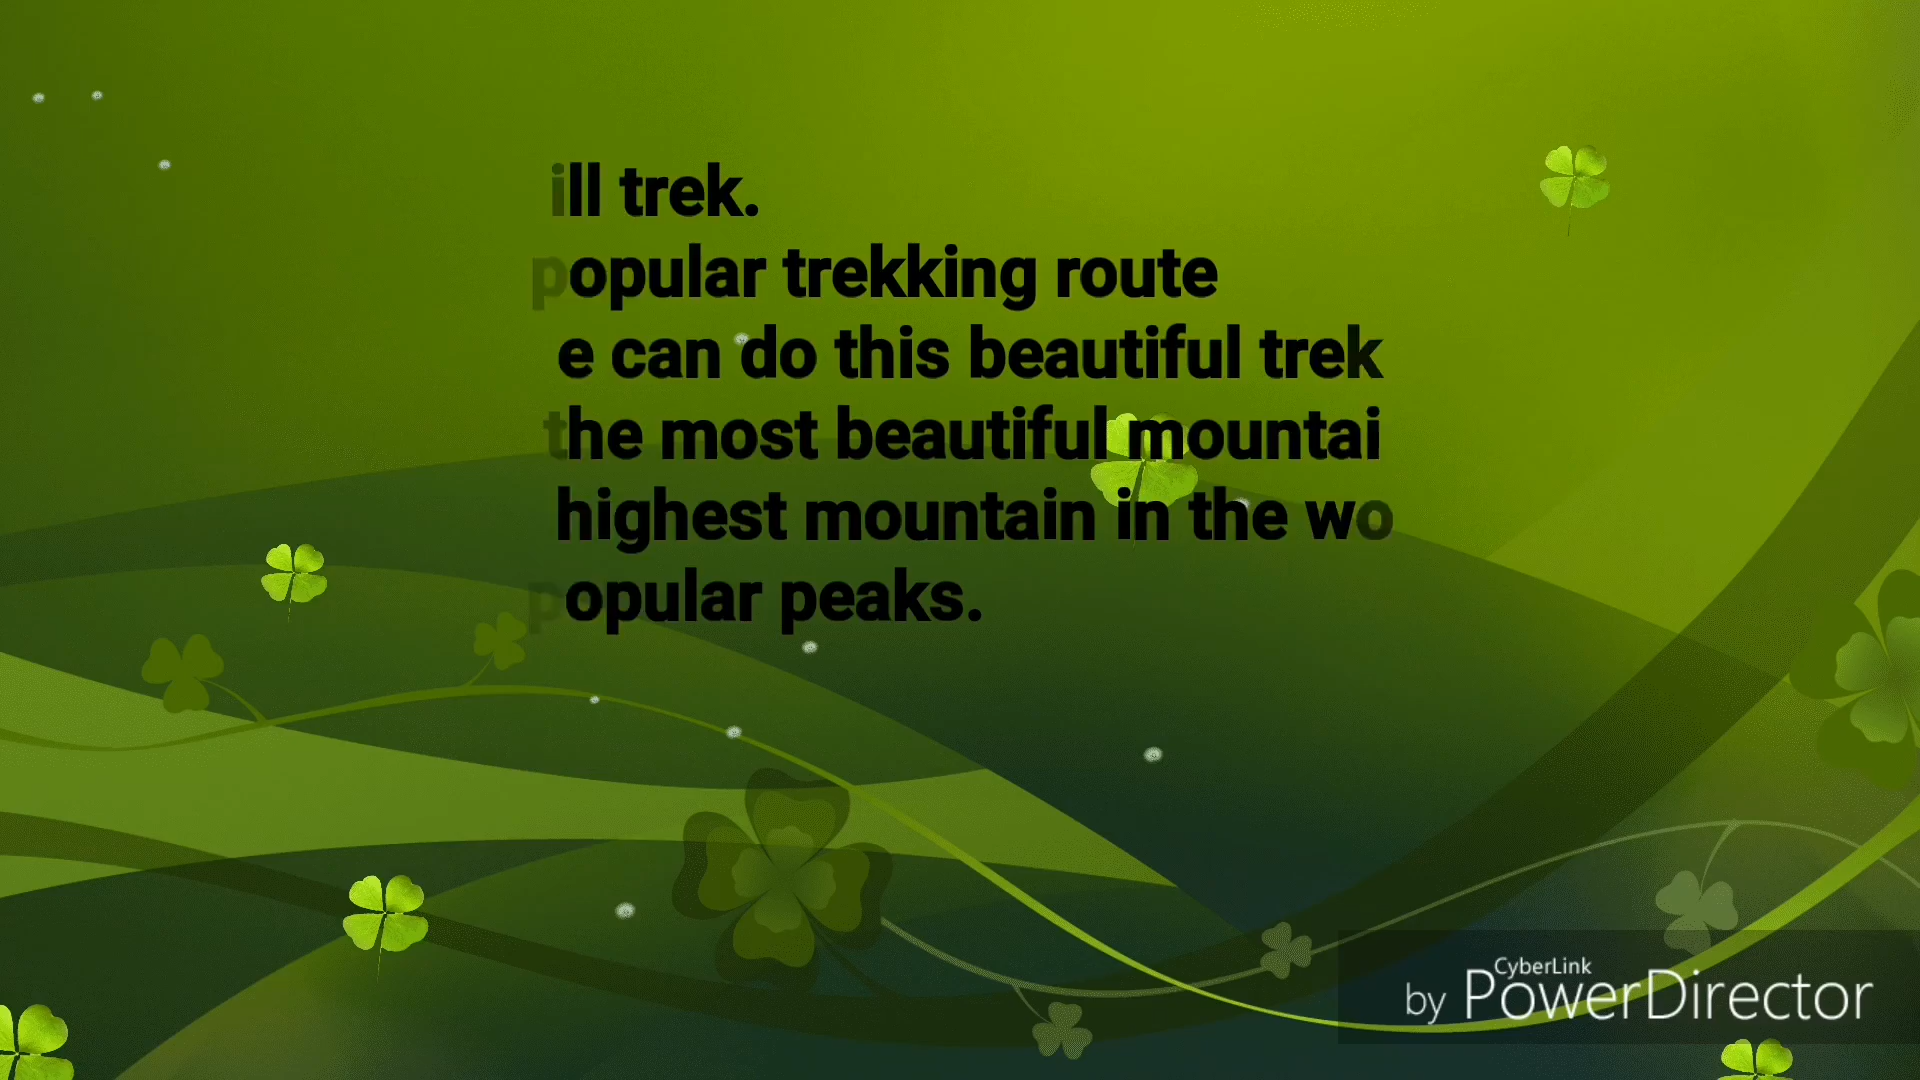 ill trek.
popular trekking route
e can do this beautiful trek
the most beautiful mountai
highest mountain in the wo
popular peaks.
by CyberLink PowerDirector